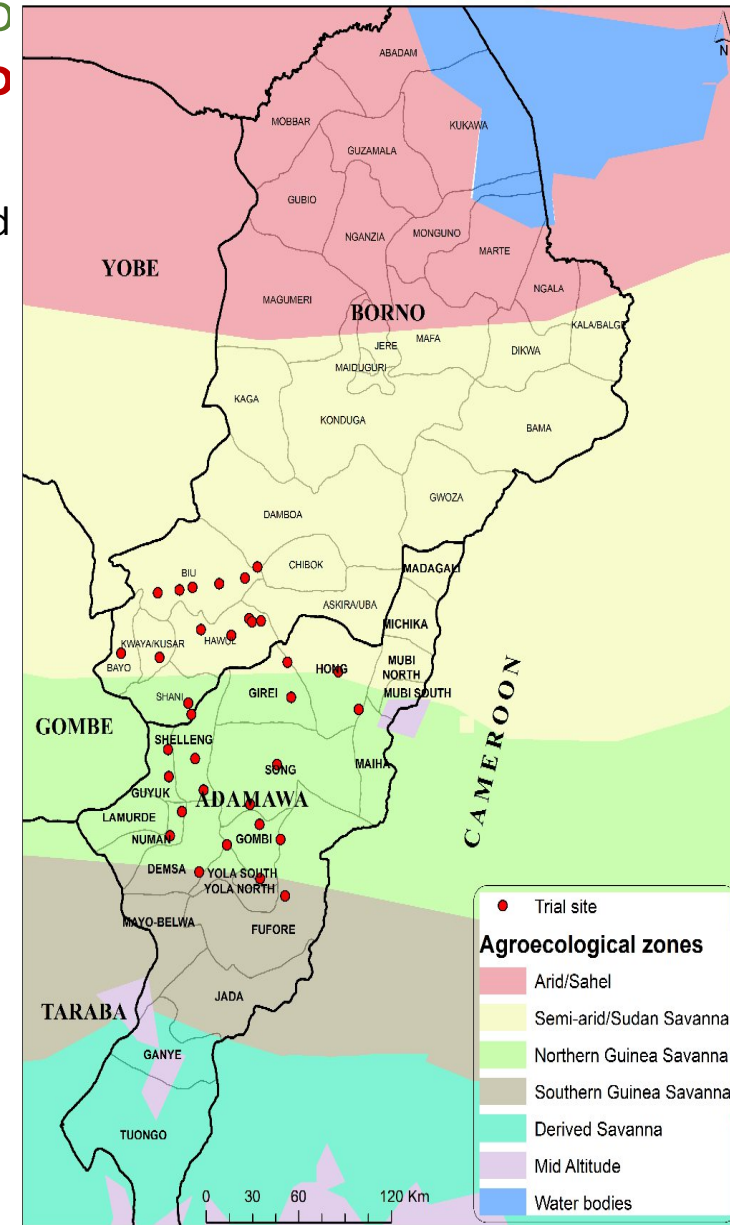 N
ABADAM
MOBBAR
KUKAWA
GUZAMALA
GUBIO
NGANZIA
MONGUNO
MARTE
YOBE
NGALA
MAGUMERI
BORNO
KALA/BALGE
JERE
MAFA
DIKWA
MAIDUGURI
KAGA
KONDUGA
BAMA
GWOZA
DAMBOA
CHIBOK
BIU
MADAGALI
ASKIRA/UBA
MICHIKA
HAWUL
KWAYA/KUSAR
BAYO
HONG
MUBI
NORTH
GIREI
MUBI SOUTH
SHANI
CAMEROON
GOMBE
SHELLENG
SONG
MAIHA
GUYUK
ADAMAWA
LAMURDE
NUMAN
GOMBI
DEMSA
YOLA SOUTH
YOLA NORTH
MAYO-BELWA
FUFORE
JADA
TARABA
GANYE
TUONGO
Trial site
Agroecological zones
Arid/Sahel
Semi-arid/Sudan Savanna
Northern Guinea Savanna
Southern Guinea Savanna
Derived Savanna
Mid Altitude
Water bodies
0 30 60 120 Km